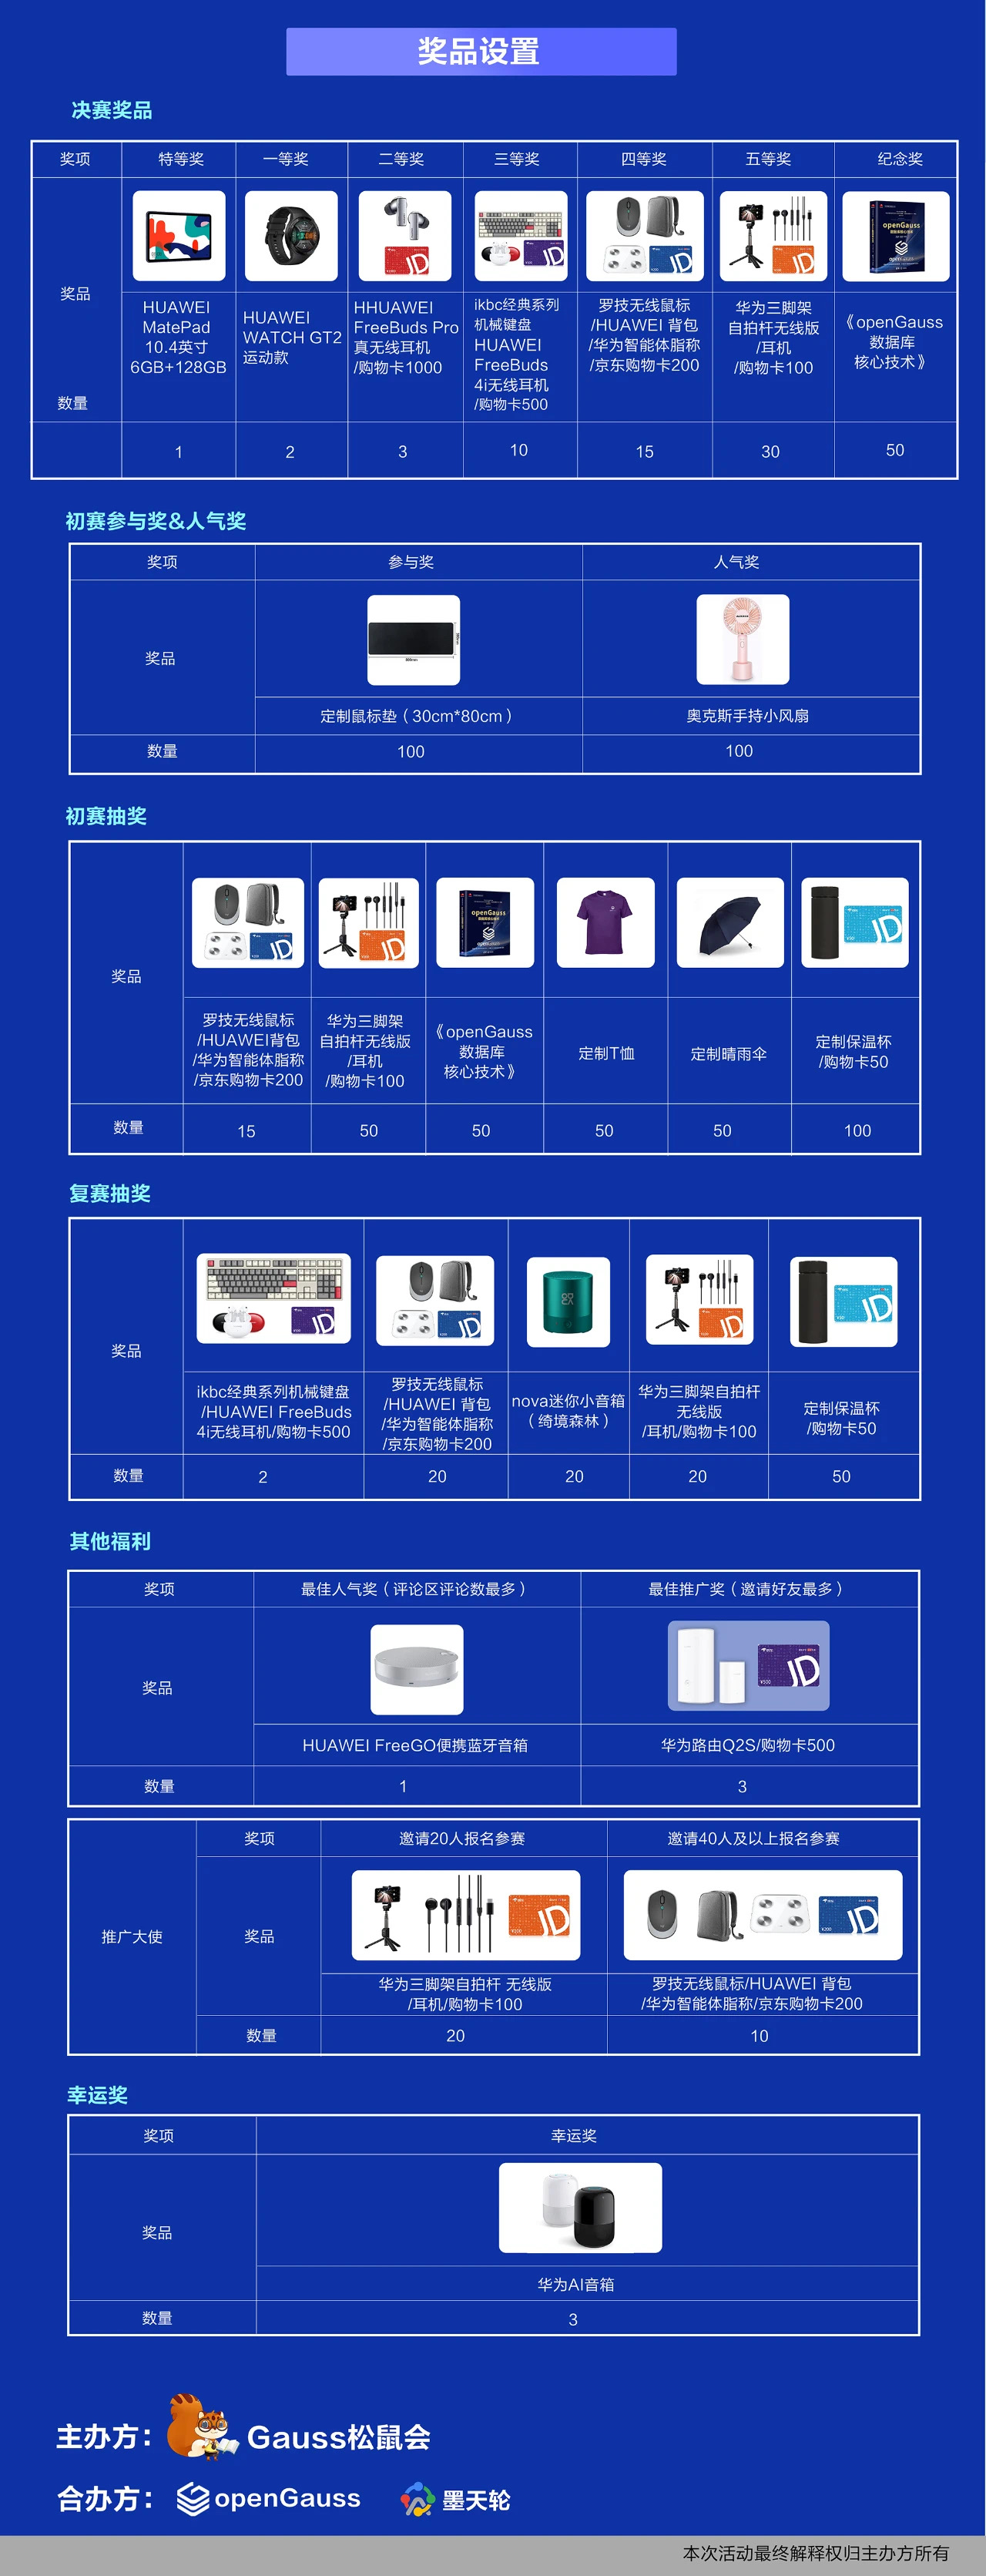 奖品设置
决赛奖品
奖项
特等奖
一等奖
二等奖
三等奖
四等奖
五等奖
纪念奖
奖品
openGauss
HUAWEI
MatePad
10.4英寸
6GB+128GB
HUAWEI
WATCH GT2
运动款
HHUAWEI
FreeBuds Pro
真无线耳机
/购物卡1000
ikbc经典系列
机械键盘
HUAWEI
FreeBuds
4i无线耳机
/购物卡500
罗技无线鼠标
/HUAWEI 背包
/华为智能体脂称
/京东购物卡200
华为三脚架
自拍杆无线版
/耳机
/购物卡100
《openGauss
数据库
核心技术》
数量
1
2
3
10
15
30
50
初赛参与奖&人气奖
奖项
参与奖
人气奖
奖品
定制鼠标垫（30cm*80cm）
奥克斯手持小风扇
数量
100
100
初赛抽奖
奖品
openGauss
罗技无线鼠标
/HUAWEI背包
/华为智能体脂称
/京东购物卡200
华为三脚架
自拍杆无线版
/耳机
/购物卡100
《openGauss
数据库
核心技术》
定制T恤
定制晴雨伞
定制保温杯
/购物卡50
数量
15
50
50
50
50
100
复赛抽奖
奖品
ikbc经典系列机械键盘
/HUAWEI FreeBuds
4i无线耳机/购物卡500
罗技无线鼠标
/HUAWEI 背包
/华为智能体脂称
/京东购物卡200
nova迷你小音箱
（绮境森林）
华为三脚架自拍杆
无线版
/耳机/购物卡100
定制保温杯
/购物卡50
数量
2
20
20
20
50
其他福利
奖项
最佳人气奖（评论区评论数最多）
最佳推广奖（邀请好友最多）
奖品
JD
HUAWEI FreeGO便携蓝牙音箱
华为路由Q2S/购物卡500
数量
1
3
推广大使
奖项
邀请20人报名参赛
邀请40人及以上报名参赛
奖品
JD
JD
华为三脚架自拍杆 无线版
/耳机/购物卡100
罗技无线鼠标/HUAWEI 背包
/华为智能体脂称/京东购物卡200
数量
20
10
幸运奖
奖项
幸运奖
奖品
华为AI音箱
数量
3
主办方：
Gauss松鼠会
合办方：
openGauss
墨天轮
本次活动最终解释权归主办方所有